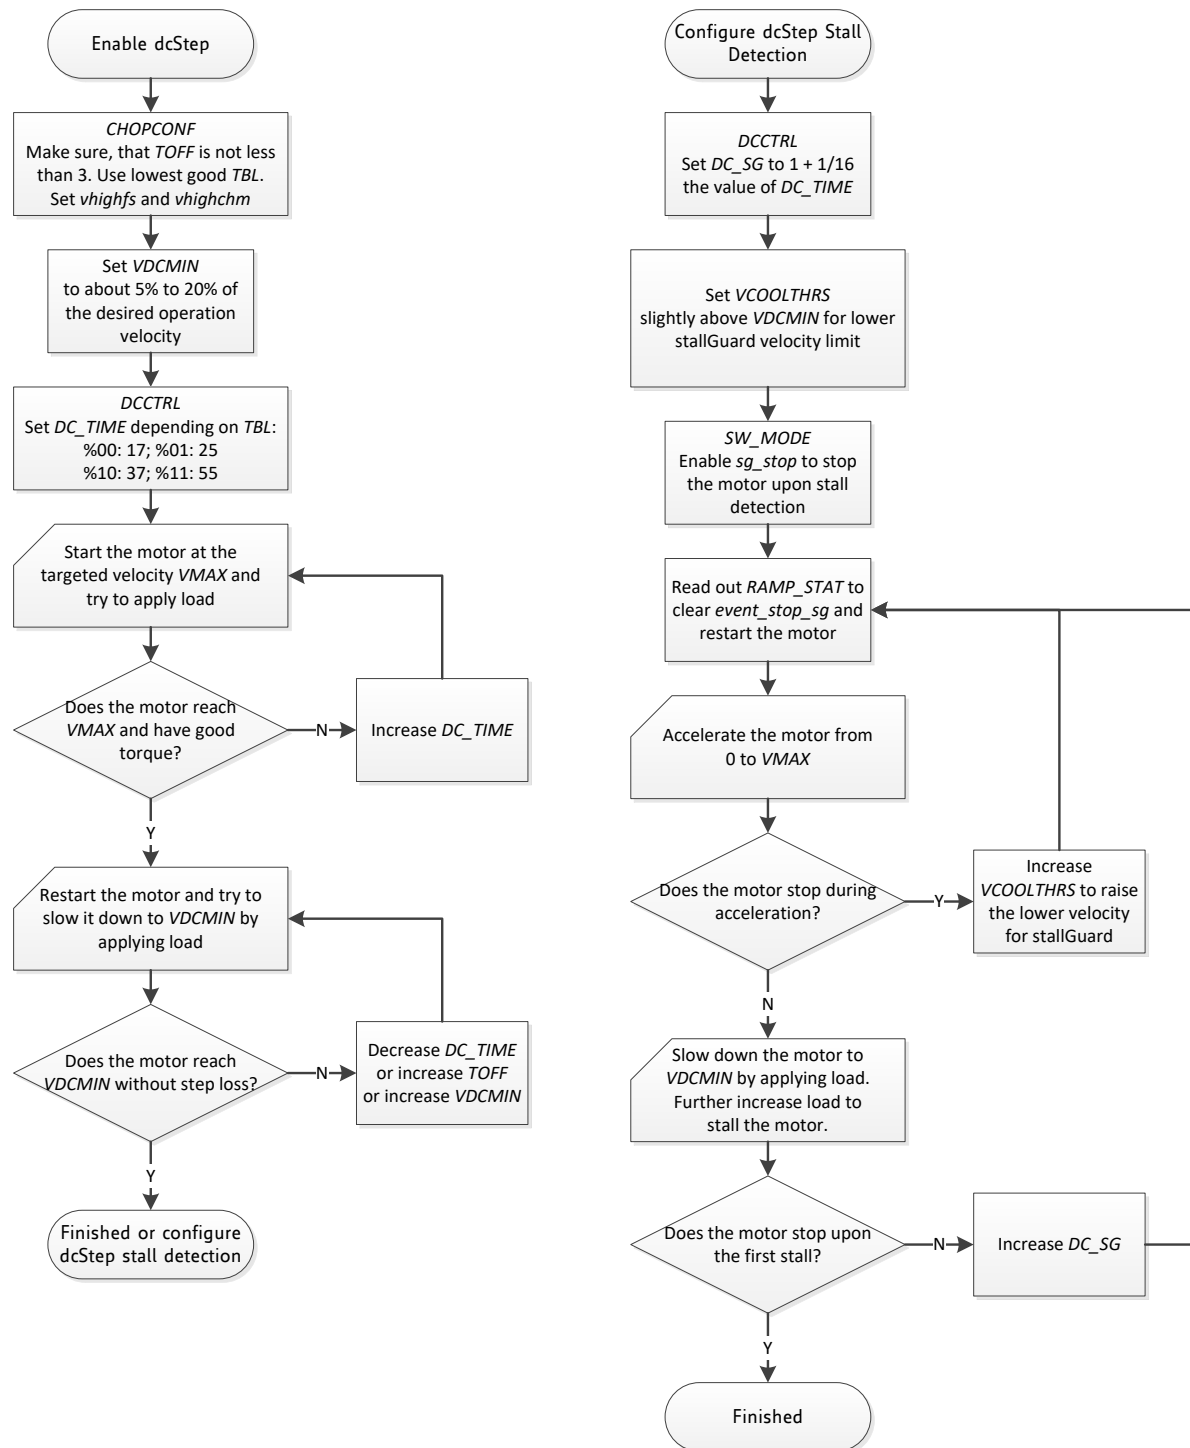 Enable dcStep
CHOPCONF
Make sure, that TOFF is not less
than 3. Use lowest good TBL.
Set vhighfs and vhighchm
Set VDCMIN
to about 5% to 20% of
the desired operation
velocity
DCCTRL
Set DC_TIME depending on TBL:
%00: 17; %01: 25
%10: 37; %11: 55
Start the motor at the
targeted velocity VMAX and
try to apply load
Does the motor reach
VMAX and have good
torque?
N
Increase DC_TIME
Y
Restart the motor and try to
slow it down to VDCMIN by
applying load
Does the motor reach
VDCMIN without step loss?
N
Decrease DC_TIME
or increase TOFF
or increase VDCMIN
Y
Finished or configure
dcStep stall detection
Configure dcStep Stall
Detection
DCCTRL
Set DC_SG to 1 + 1/16
the value of DC_TIME
Set VCOOLTHRS
slightly above VDCMIN for lower
stallGuard velocity limit
SW_MODE
Enable sg_stop to stop
the motor upon stall
detection
Read out RAMP_STAT to
clear event_stop_sg and
restart the motor
Accelerate the motor from
0 to VMAX
Does the motor stop during
acceleration?
Y
Increase
VCOOLTHRS to raise
the lower velocity
for stallGuard
N
Slow down the motor to
VDCMIN by applying load.
Further increase load to
stall the motor.
Does the motor stop upon
the first stall?
N
Increase DC_SG
Y
Finished